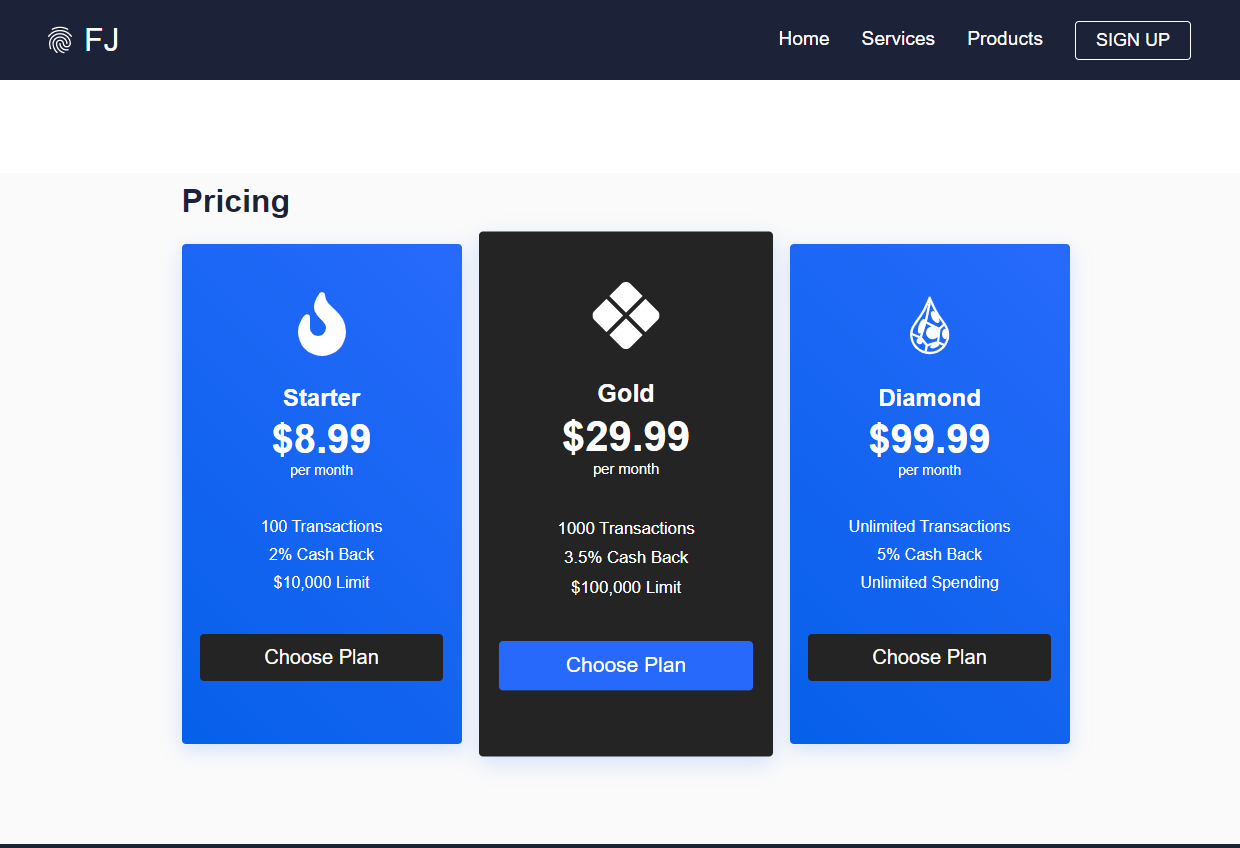 FJ
Home Services Products SIGN UP
Pricing
Starter
$8.99
per month
100 Transactions
2% Cash Back
$10,000 Limit
Choose Plan
Gold
$29.99
per month
1000 Transactions
3.5% Cash Back
$100,000 Limit
Choose Plan
Diamond
$99.99
per month
Unlimited Transactions
5% Cash Back
Unlimited Spending
Choose Plan